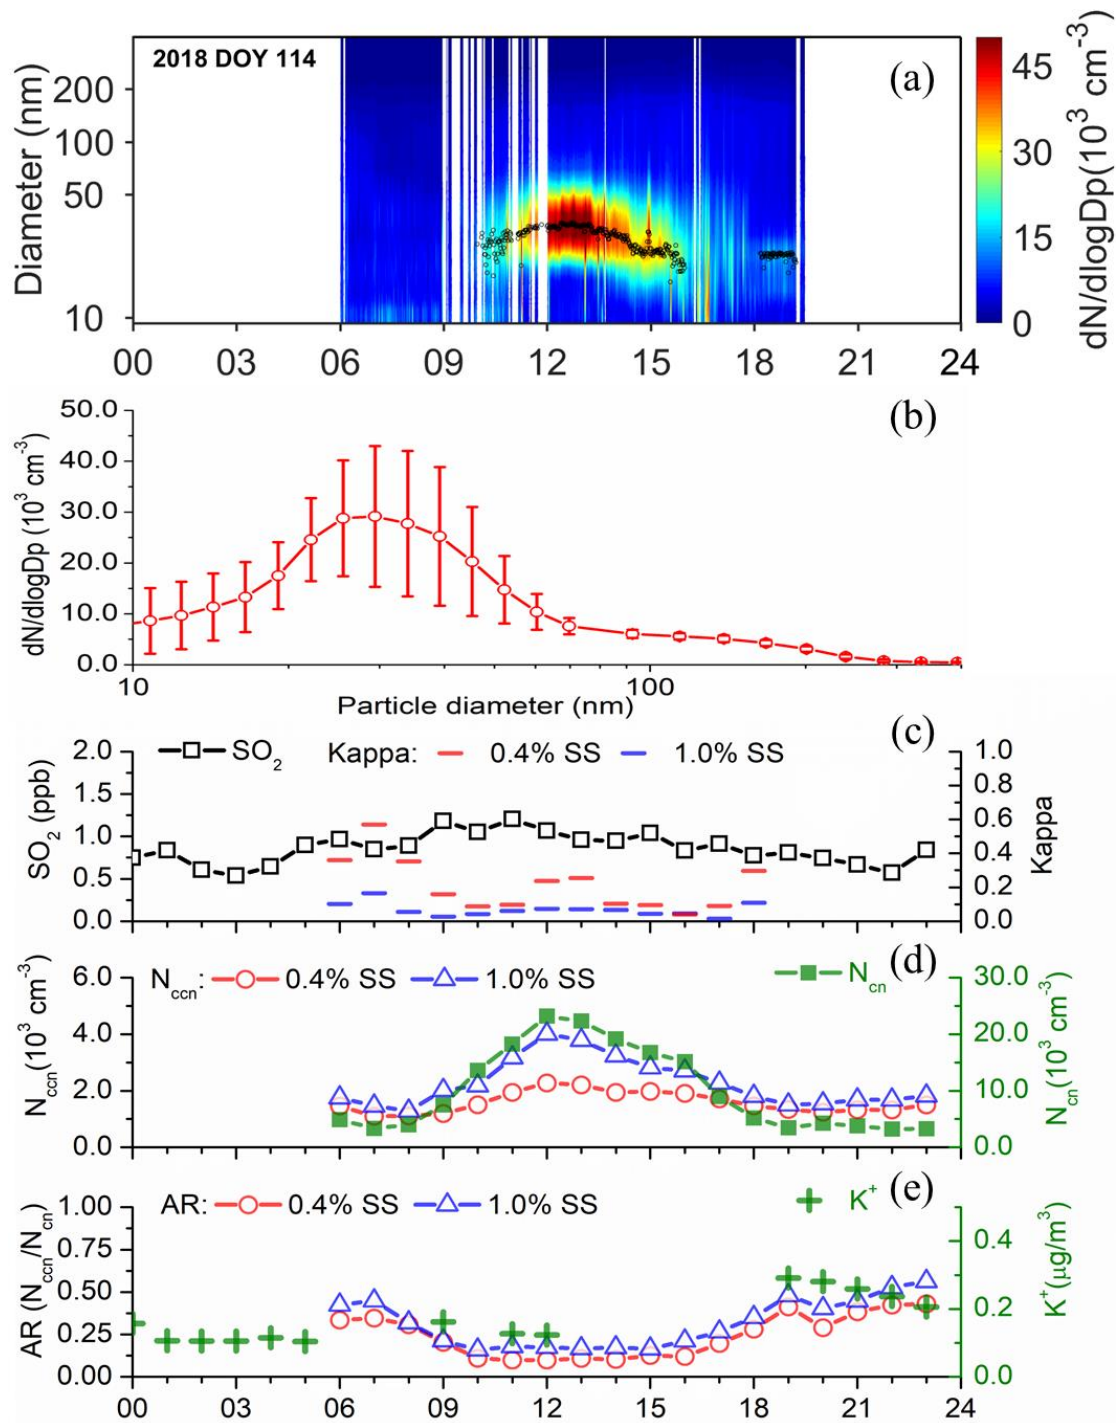 2018 DOY 114
(a)
Diameter (nm)
200
100
50
10
00 03 06 09 12 15 18 21 24
45
30
15
0
dN/dlogDp(10³ cm⁻³)
(b)
dN/dlogDp (10³ cm⁻³)
50.0
40.0
30.0
20.0
10.0
0.0
10 100
Particle diameter (nm)
(c)
SO₂ Kappa: 0.4% SS 1.0% SS
SO₂ (ppb)
2.0
1.5
1.0
0.5
0.0
1.0
0.8
0.6
0.4
0.2
0.0
Kappa
(d)
Nccn: 0.4% SS 1.0% SS Ncn
Nccn(10³ cm⁻³)
6.0
4.0
2.0
0.0
30.0
20.0
10.0
0.0
Ncn(10³ cm⁻³)
(e)
AR: 0.4% SS 1.0% SS K⁺
AR (Nccn/Ncn)
1.00
0.75
0.50
0.25
0.00
0.4
0.2
0.0
K⁺(μg/m³)
00 03 06 09 12 15 18 21 24